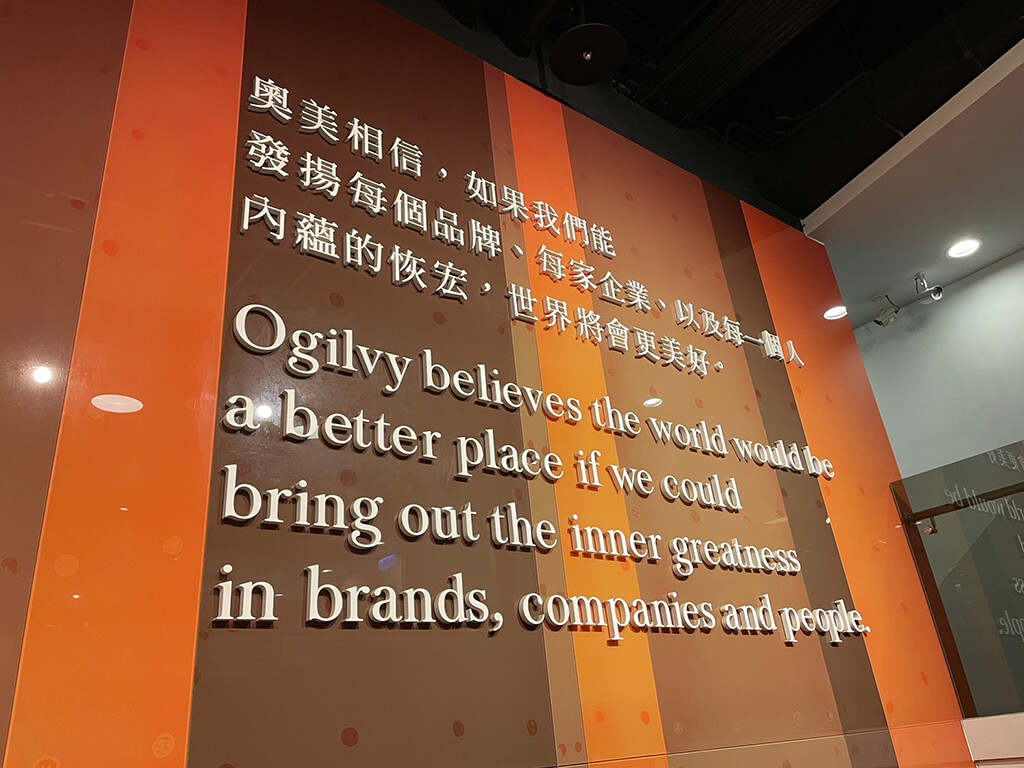 奧美相信，如果我們能
發揚每個品牌、每家企業、以及每一個人
內蘊的恢宏，世界將會更美好。
Ogilvy believes the world would be
a better place if we could
bring out the inner greatness
in brands, companies and people.